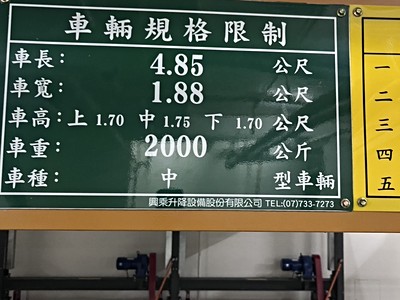 車輛規格限制
車長: 4.85 公尺
車寬: 1.88 公尺
車高: 上 1.70 中 1.75 下 1.70 公尺
車重: 2000 公斤
車種: 中 型車輛
興乘升降設備股份有限公司 TEL:(07)733-7273
一
二
三
四
五